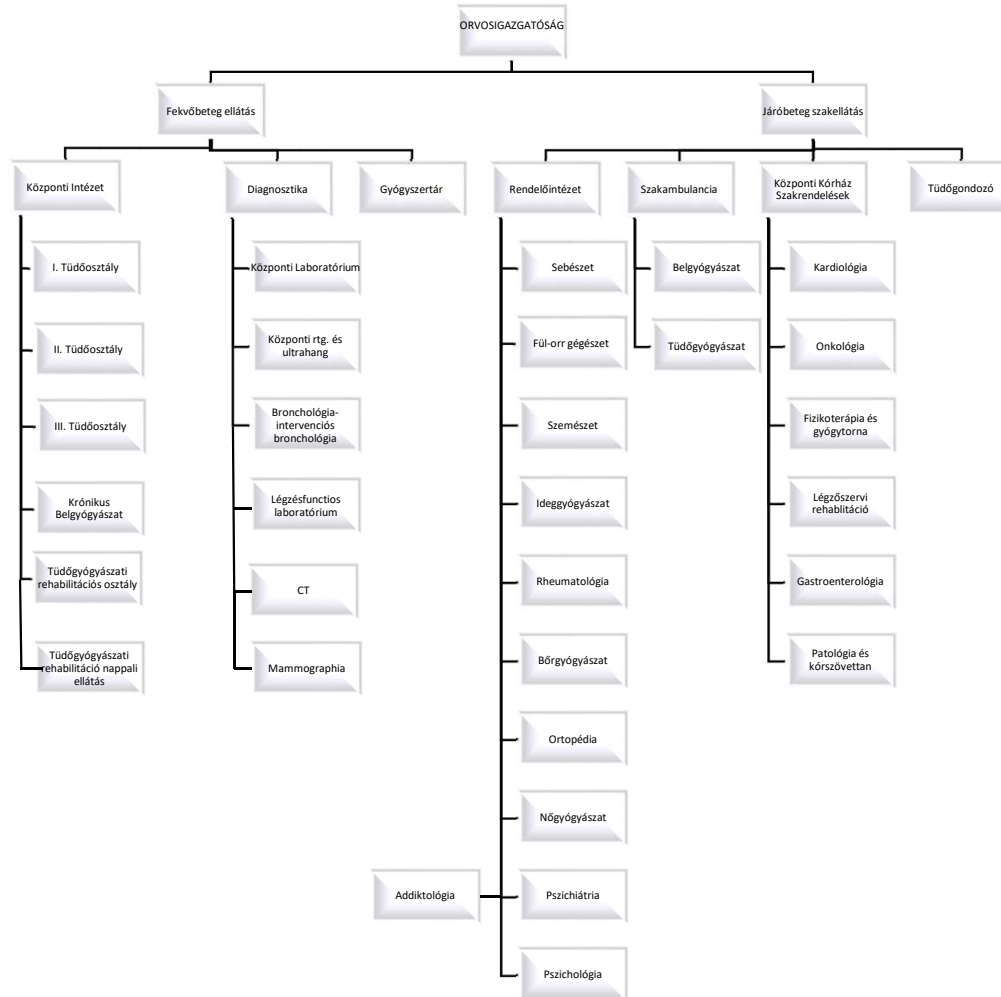 ORVOSIGAZGATÓSÁG
Fekvőbeteg ellátás
Járóbeteg szakellátás
Központi Intézet
Diagnosztika
Gyógyszertár
Rendelőintézet
Szakambulancia
Központi Kórház
Szakrendelések
Tüdőgondozó
I. Tüdőosztály
II. Tüdőosztály
III. Tüdőosztály
Krónikus
Belgyógyászat
Tüdőgyógyászati
rehabilitációs osztály
Tüdőgyógyászati
rehabilitáció nappali
ellátás
Központi Laboratórium
Központi rtg. és
ultrahang
Bronchológia-
intervenciós
bronchológia
Légzésfunctios
laboratórium
CT
Mammographia
Sebészet
Fül-orr gégészet
Szemészet
Ideggyógyászat
Rheumatológia
Bőrgyógyászat
Ortopédia
Nőgyógyászat
Addiktológia
Pszichiátria
Pszichológia
Belgyógyászat
Tüdőgyógyászat
Kardiológia
Onkológia
Fizikoterápia és
gyógytorna
Légzőszervi
rehablitáció
Gastroenterológia
Patológia és
kórszövettan